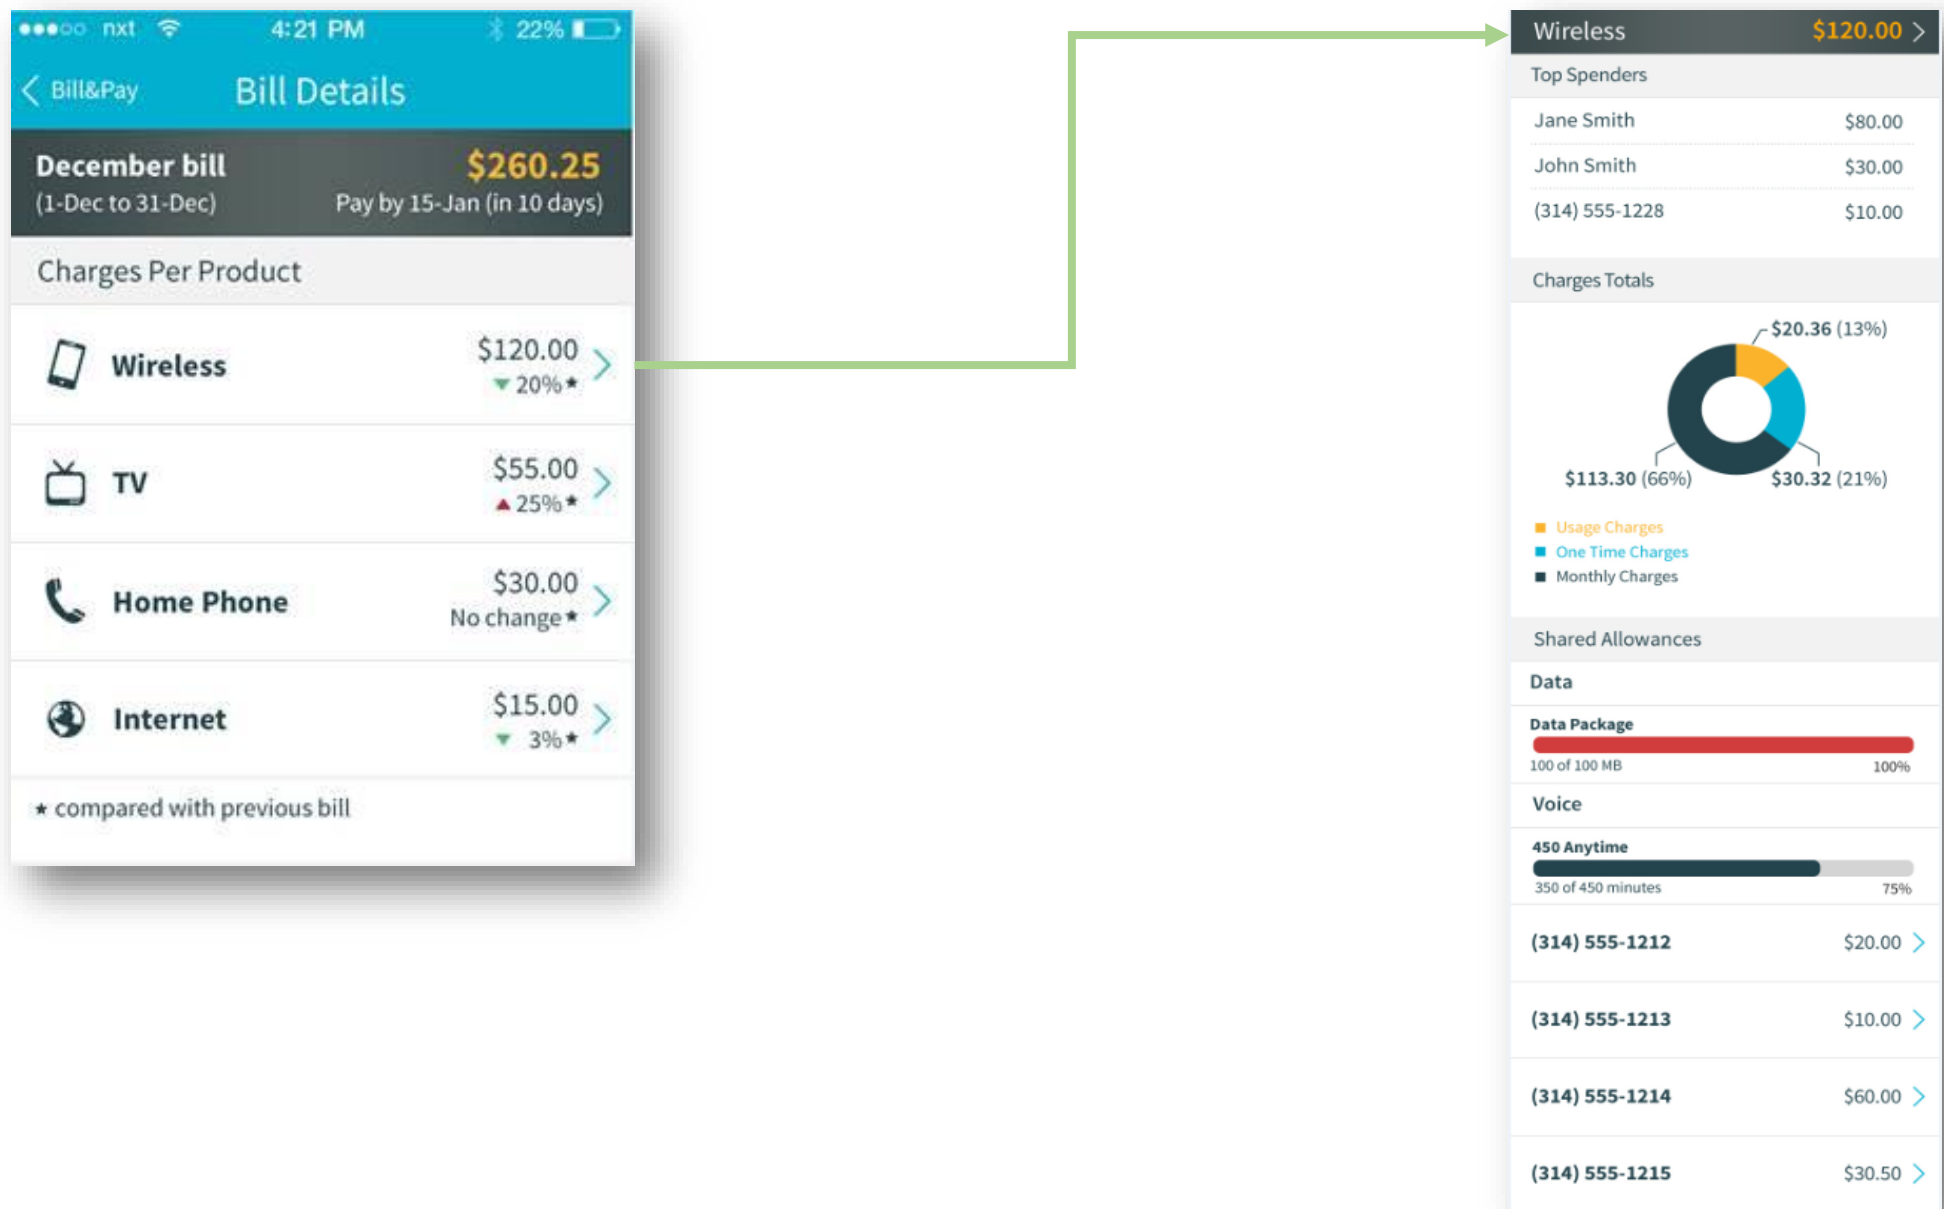 nxt 4:21 PM 22%
Bill&Pay Bill Details
December bill $260.25
(1-Dec to 31-Dec) Pay by 15-Jan (in 10 days)
Charges Per Product
Wireless $120.00
▼ 20% ★
TV $55.00
▲ 25% ★
Home Phone $30.00
No change ★
Internet $15.00
▼ 3% ★
★ compared with previous bill
Wireless $120.00
Top Spenders
Jane Smith $80.00
John Smith $30.00
(314) 555-1228 $10.00
Charges Totals
$20.36 (13%)
$113.30 (66%) $30.32 (21%)
Usage Charges
One Time Charges
Monthly Charges
Shared Allowances
Data
Data Package
100 of 100 MB 100%
Voice
450 Anytime
350 of 450 minutes 75%
(314) 555-1212 $20.00
(314) 555-1213 $10.00
(314) 555-1214 $60.00
(314) 555-1215 $30.50